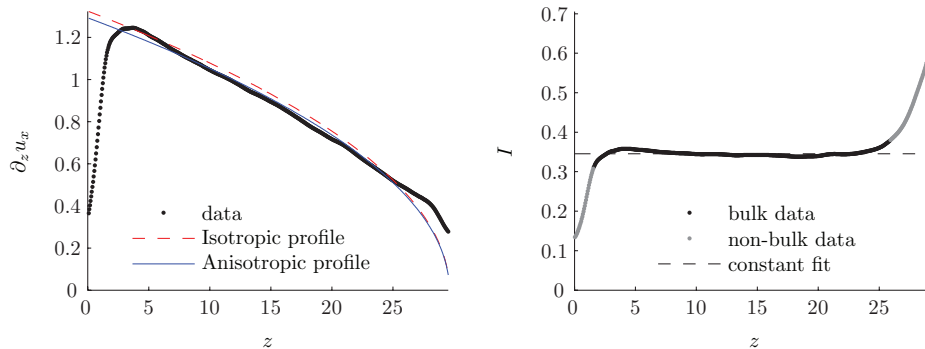 1.2
1
0.8
0.6
0.4
0.2
0
0 5 10 15 20 25
∂zux
z
data
Isotropic profile
Anisotropic profile
0.7
0.6
0.5
0.4
0.3
0.2
0.1
0
0 5 10 15 20 25
I
z
bulk data
non-bulk data
constant fit